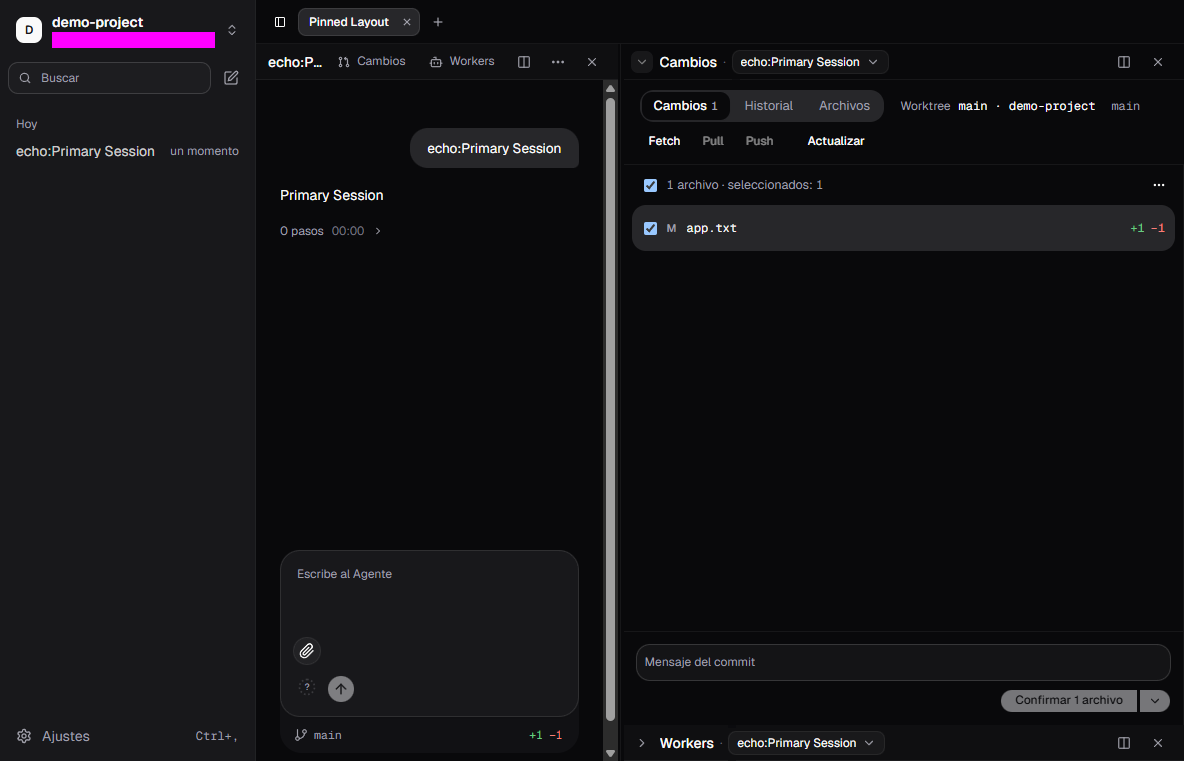 D
demo-project
Buscar
Hoy
echo:Primary Session un momento
Ajustes Ctrl+,
Pinned Layout
echo:P… Cambios Workers
echo:Primary Session
Primary Session
0 pasos 00:00
Escribe al Agente
?
main +1 −1
Cambios · echo:Primary Session
Cambios 1 Historial Archivos Worktree main · demo-project main
Fetch Pull Push Actualizar
1 archivo · seleccionados: 1
M app.txt +1 −1
Mensaje del commit
Confirmar 1 archivo
Workers · echo:Primary Session